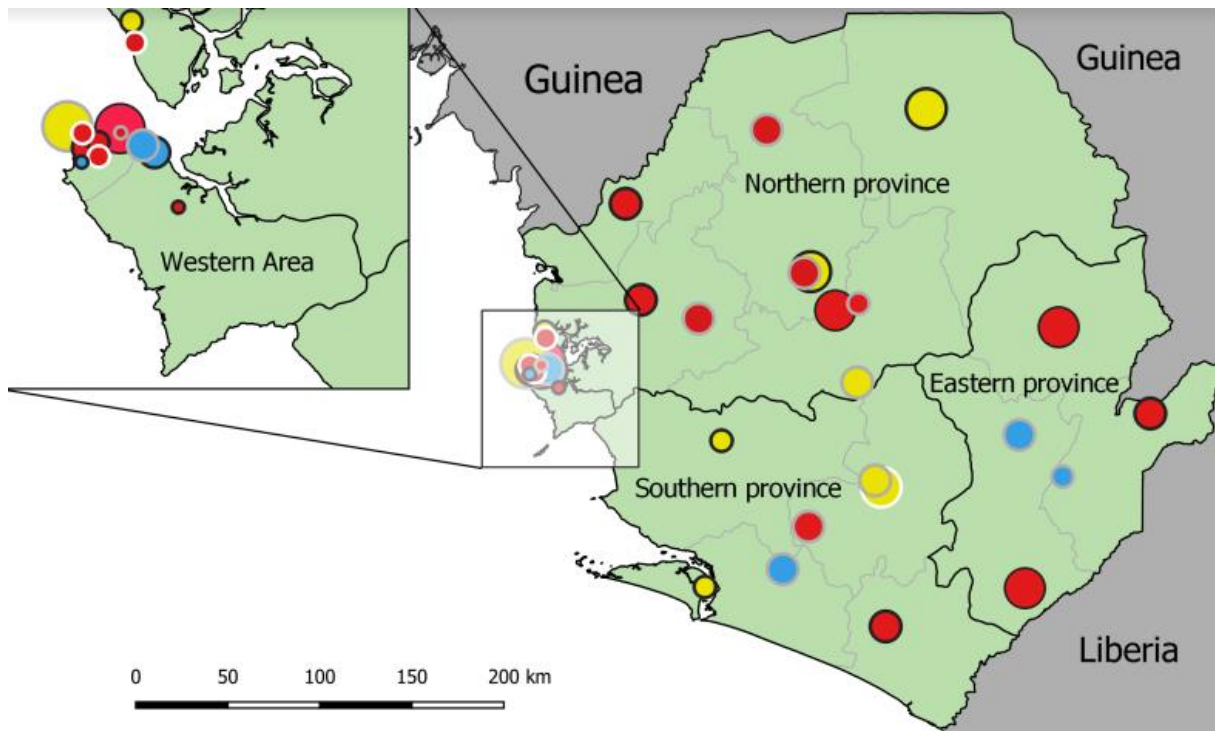 Guinea
Guinea
Northern province
Western Area
Eastern province
Southern province
Liberia
0 50 100 150 200 km